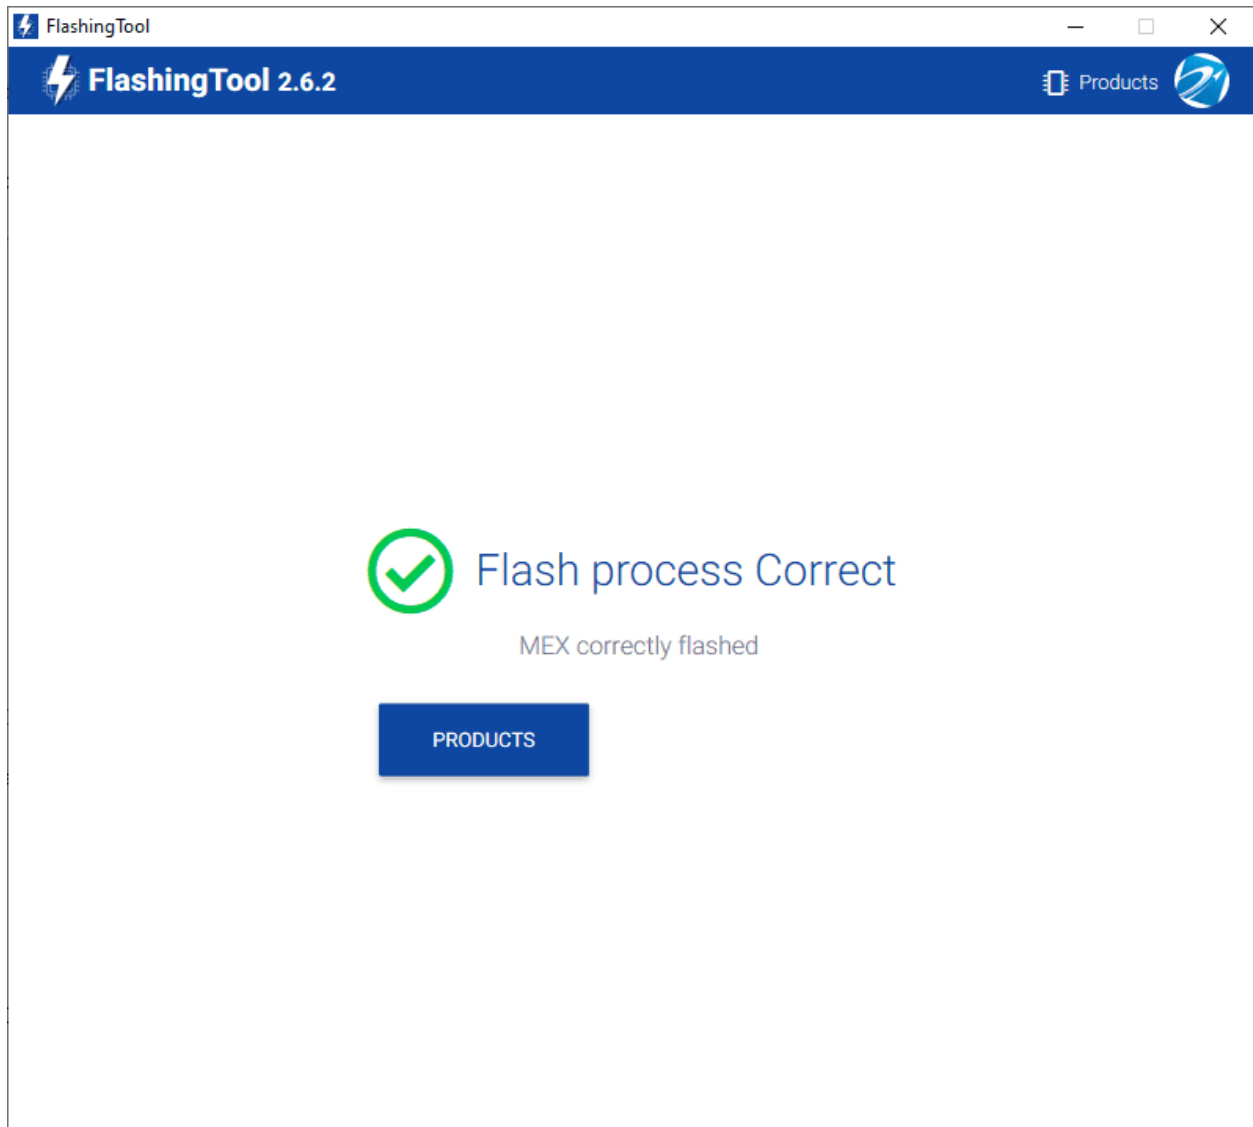 FlashingTool
FlashingTool 2.6.2
Products
Flash process Correct
MEX correctly flashed
PRODUCTS